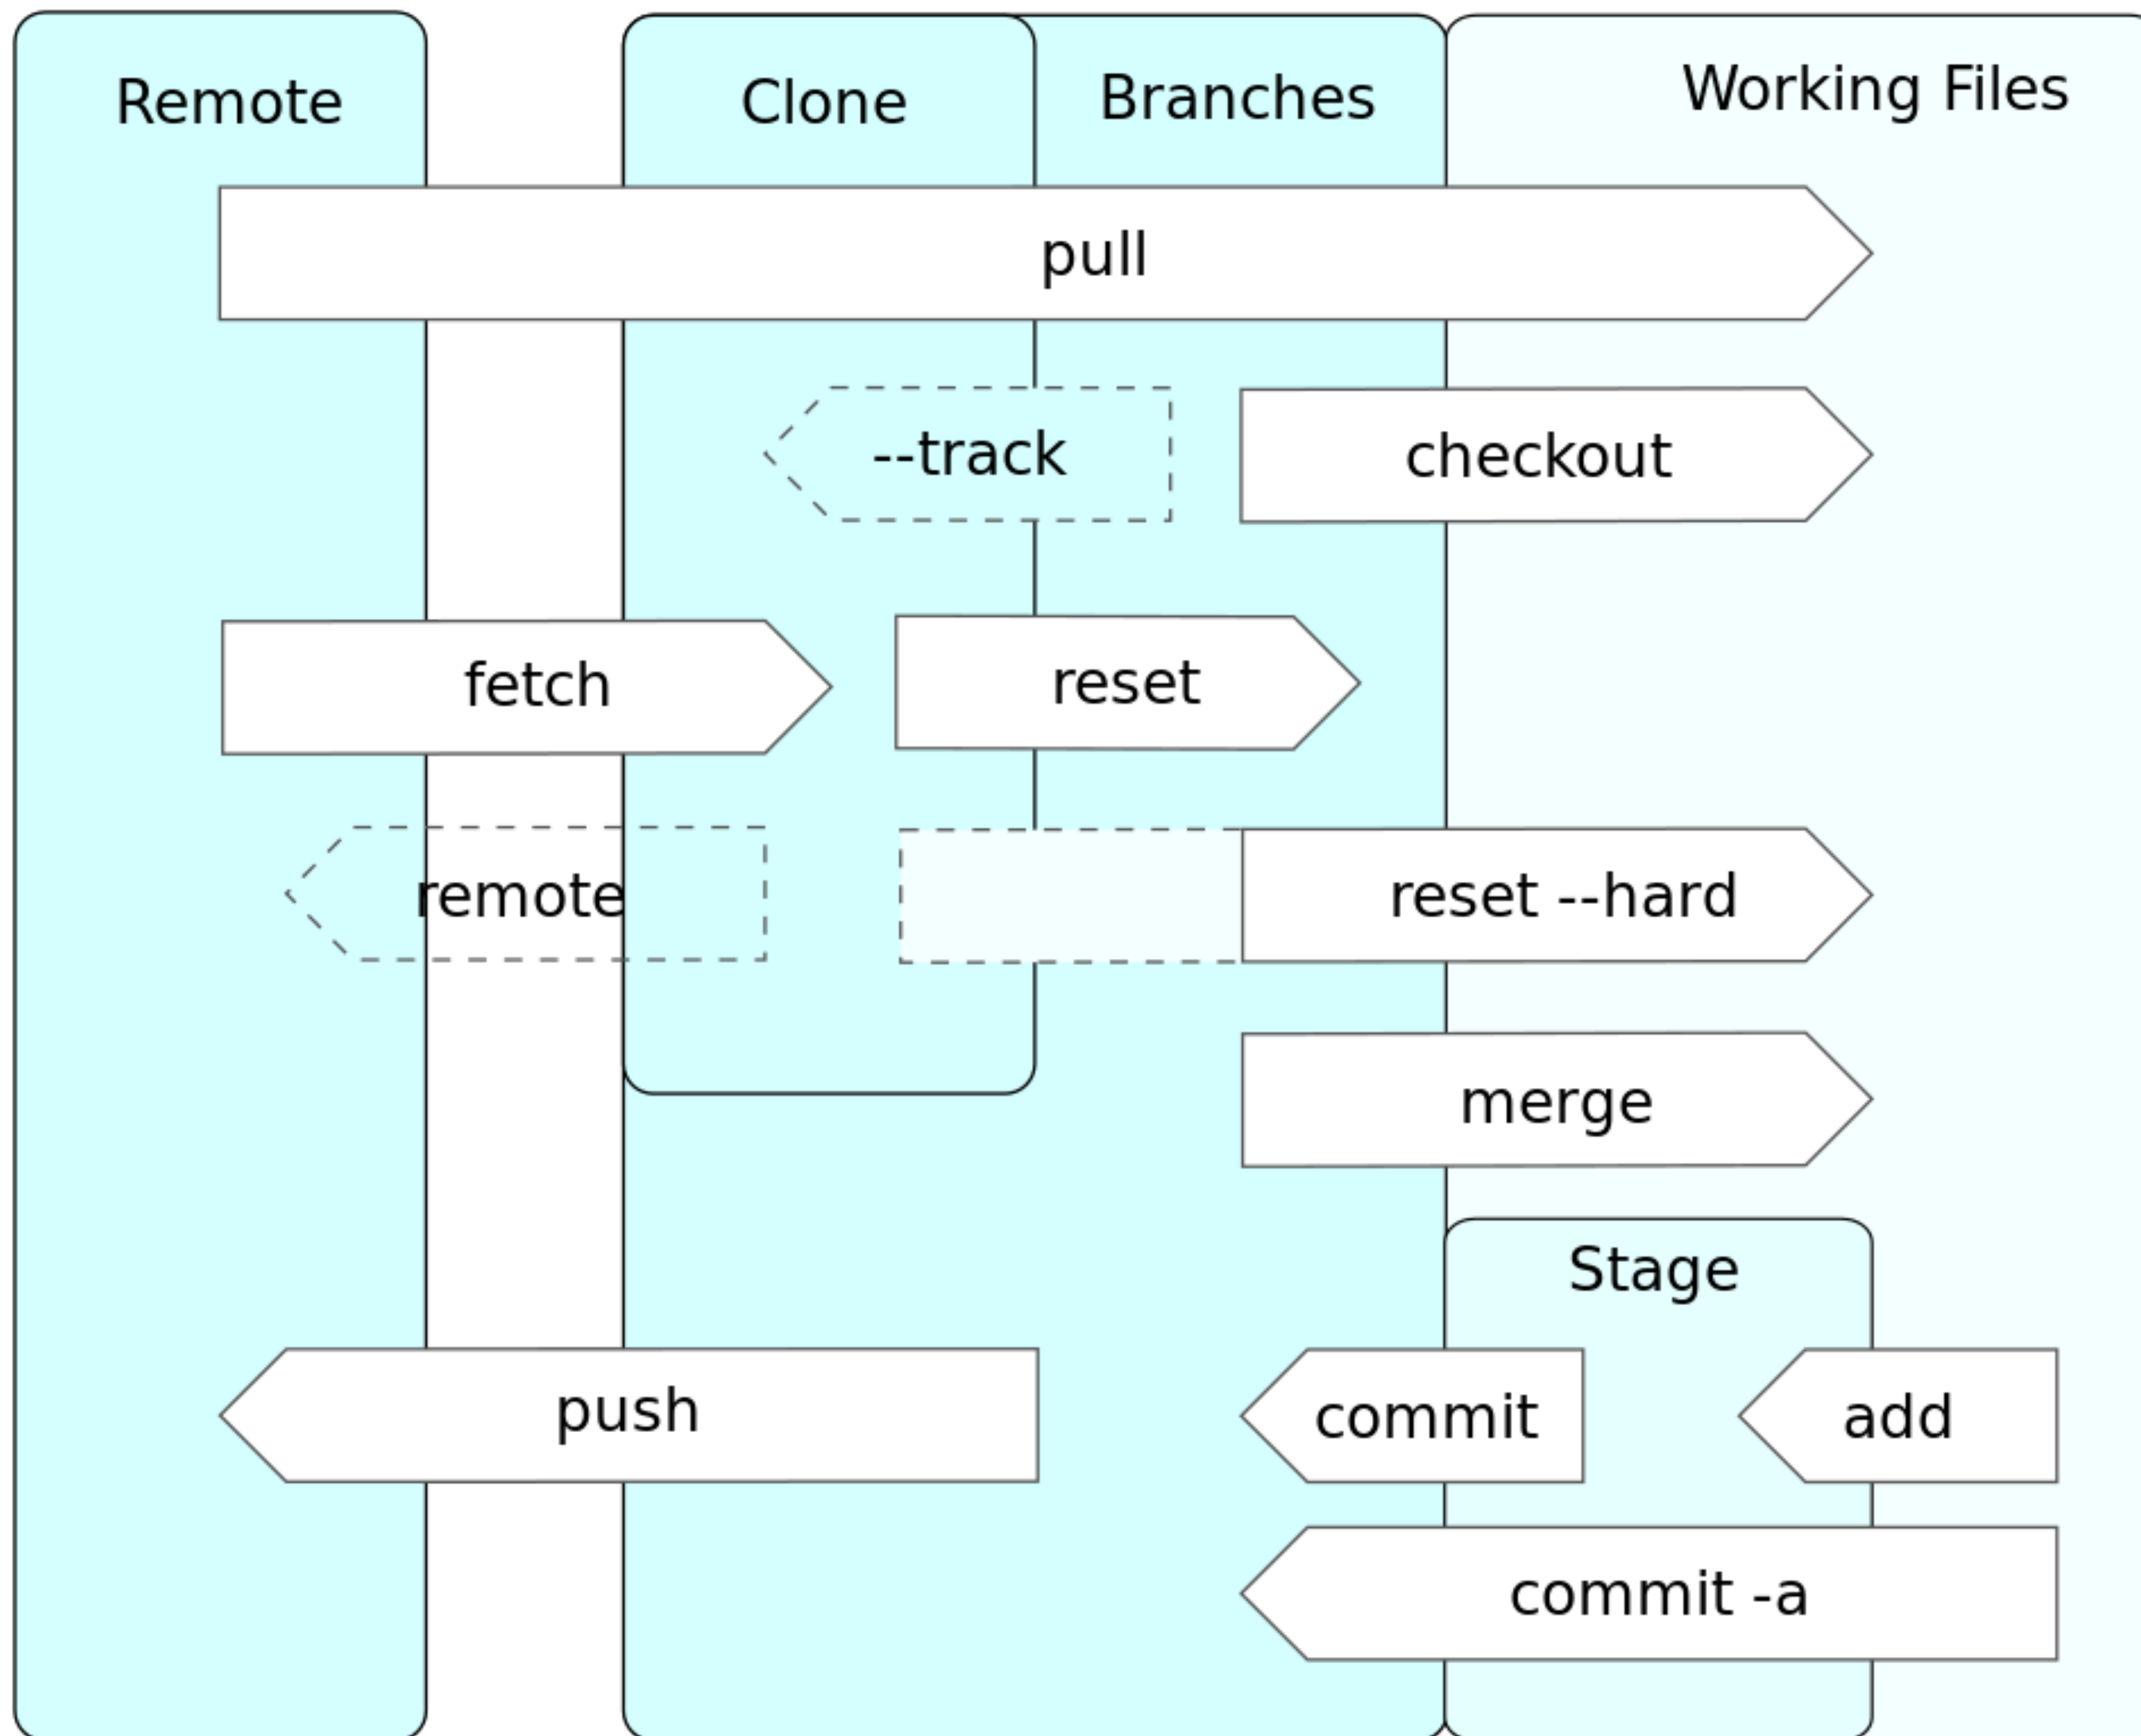 Remote
Clone
Branches
Working Files
pull
--track
checkout
fetch
reset
remote
reset --hard
merge
Stage
push
commit
add
commit -a